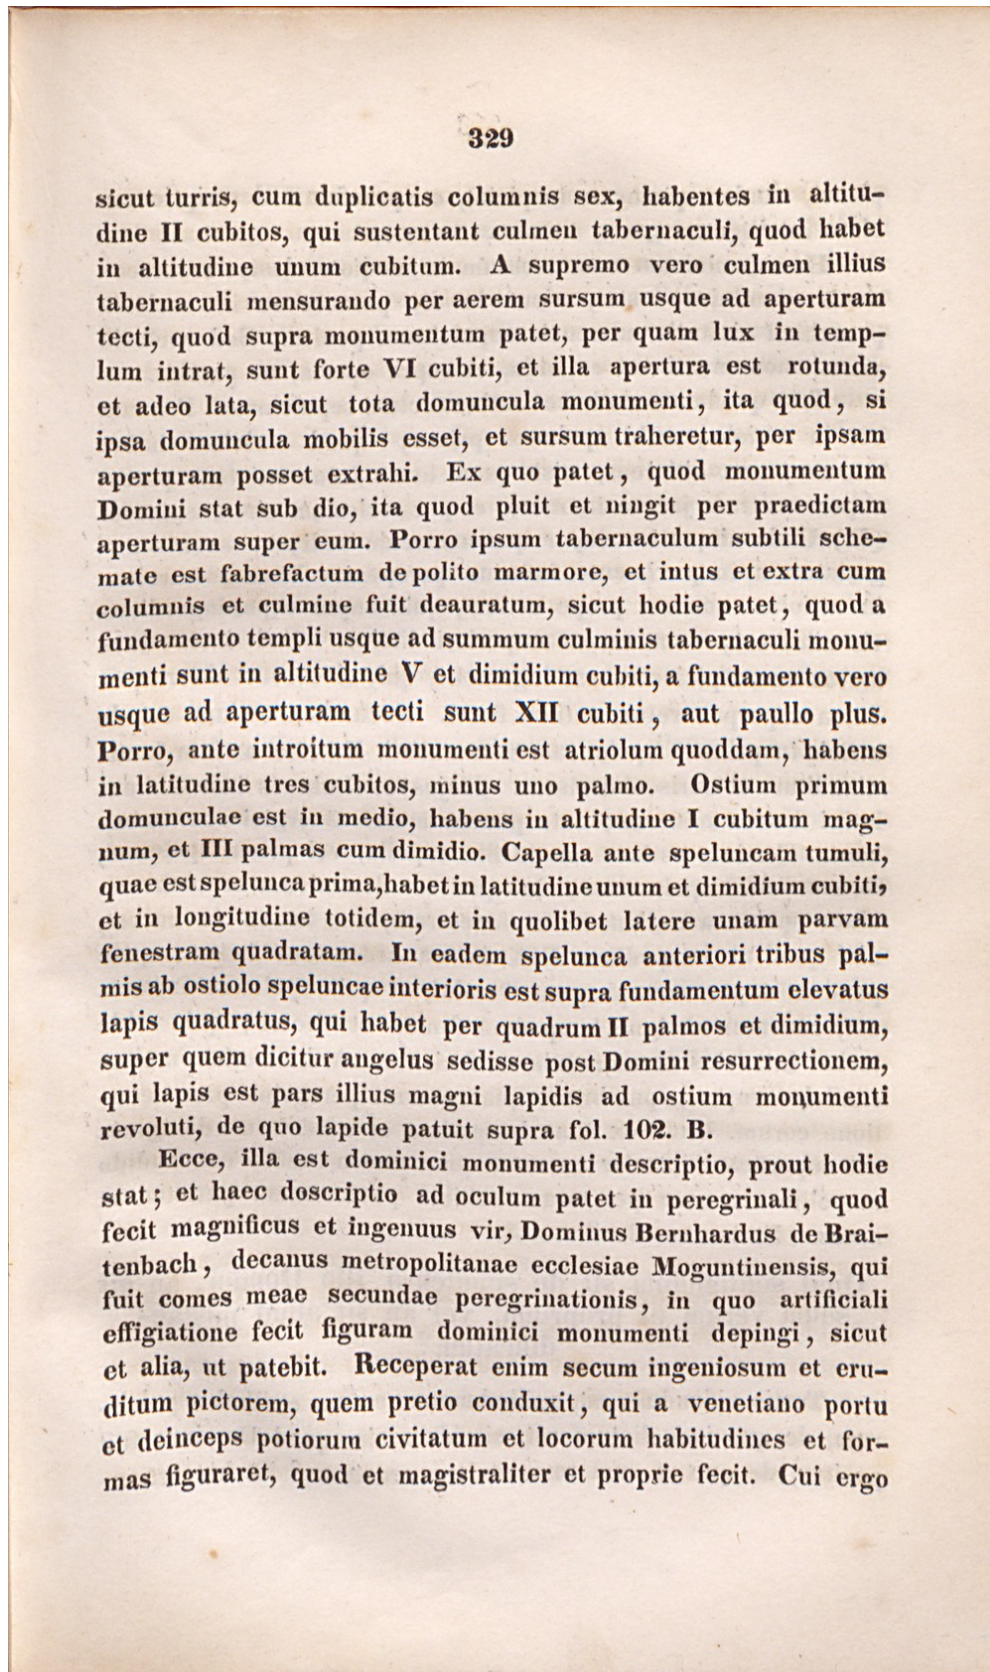 329
sicut turris, cum duplicatis columnis sex, habentes in altitu-
dine II cubitos, qui sustentant culmen tabernaculi, quod habet
in altitudine unum cubitum. A supremo vero culmen illius
tabernaculi mensurando per aerem sursum usque ad aperturam
tecti, quod supra monumentum patet, per quam lux in temp-
lum intrat, sunt forte VI cubiti, et illa apertura est rotunda,
et adeo lata, sicut tota domuncula monumenti, ita quod, si
ipsa domuncula mobilis esset, et sursum traheretur, per ipsam
aperturam posset extrahi. Ex quo patet, quod monumentum
Domini stat sub dio, ita quod pluit et ningit per praedictam
aperturam super eum. Porro ipsum tabernaculum subtili sche-
mate est fabrefactum de polito marmore, et intus et extra cum
columnis et culmine fuit deauratum, sicut hodie patet, quod a
fundamento templi usque ad summum culminis tabernaculi monu-
menti sunt in altitudine V et dimidium cubiti, a fundamento vero
usque ad aperturam tecti sunt XII cubiti, aut paullo plus.
Porro, ante introitum monumenti est atriolum quoddam, habens
in latitudine tres cubitos, minus uno palmo. Ostium primum
domunculae est in medio, habens in altitudine I cubitum mag-
num, et III palmas cum dimidio. Capella ante speluncam tumuli,
quae est spelunca prima, habet in latitudine unum et dimidium cubiti,
et in longitudine totidem, et in quolibet latere unam parvam
fenestram quadratam. In eadem spelunca anteriori tribus pal-
mis ab ostiolo speluncae interioris est supra fundamentum elevatus
lapis quadratus, qui habet per quadrum II palmos et dimidium,
super quem dicitur angelus sedisse post Domini resurrectionem,
qui lapis est pars illius magni lapidis ad ostium monumenti
revoluti, de quo lapide patuit supra fol. 102. B.
Ecce, illa est dominici monumenti descriptio, prout hodie
stat; et haec doscriptio ad oculum patet in peregrinali, quod
fecit magnificus et ingenuus vir, Dominus Bernhardus de Brai-
tenbach, decanus metropolitanae ecclesiae Moguntinensis, qui
fuit comes meae secundae peregrinationis, in quo artificiali
effigiatione fecit figuram dominici monumenti depingi, sicut
et alia, ut patebit. Receperat enim secum ingeniosum et eru-
ditum pictorem, quem pretio conduxit, qui a venetiano portu
et deinceps potiorum civitatum et locorum habitudines et for-
mas figuraret, quod et magistraliter et proprie fecit. Cui ergo